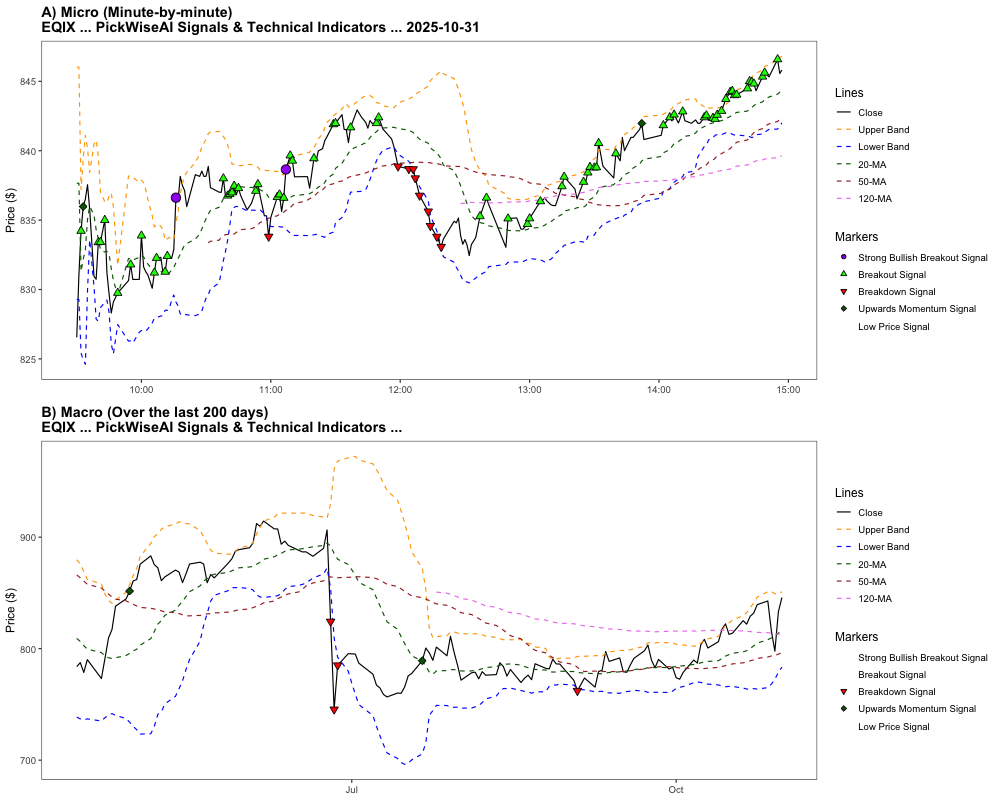 A) Micro (Minute-by-minute)
EQIX ... PickWiseAI Signals & Technical Indicators ... 2025-10-31
Price ($)
845
840
835
830
825
10:00
11:00
12:00
13:00
14:00
15:00
Lines
Close
Upper Band
Lower Band
20-MA
50-MA
120-MA
Markers
Strong Bullish Breakout Signal
Breakout Signal
Breakdown Signal
Upwards Momentum Signal
Low Price Signal
B) Macro (Over the last 200 days)
EQIX ... PickWiseAI Signals & Technical Indicators ...
Price ($)
900
800
700
Jul
Oct
Lines
Close
Upper Band
Lower Band
20-MA
50-MA
120-MA
Markers
Strong Bullish Breakout Signal
Breakout Signal
Breakdown Signal
Upwards Momentum Signal
Low Price Signal